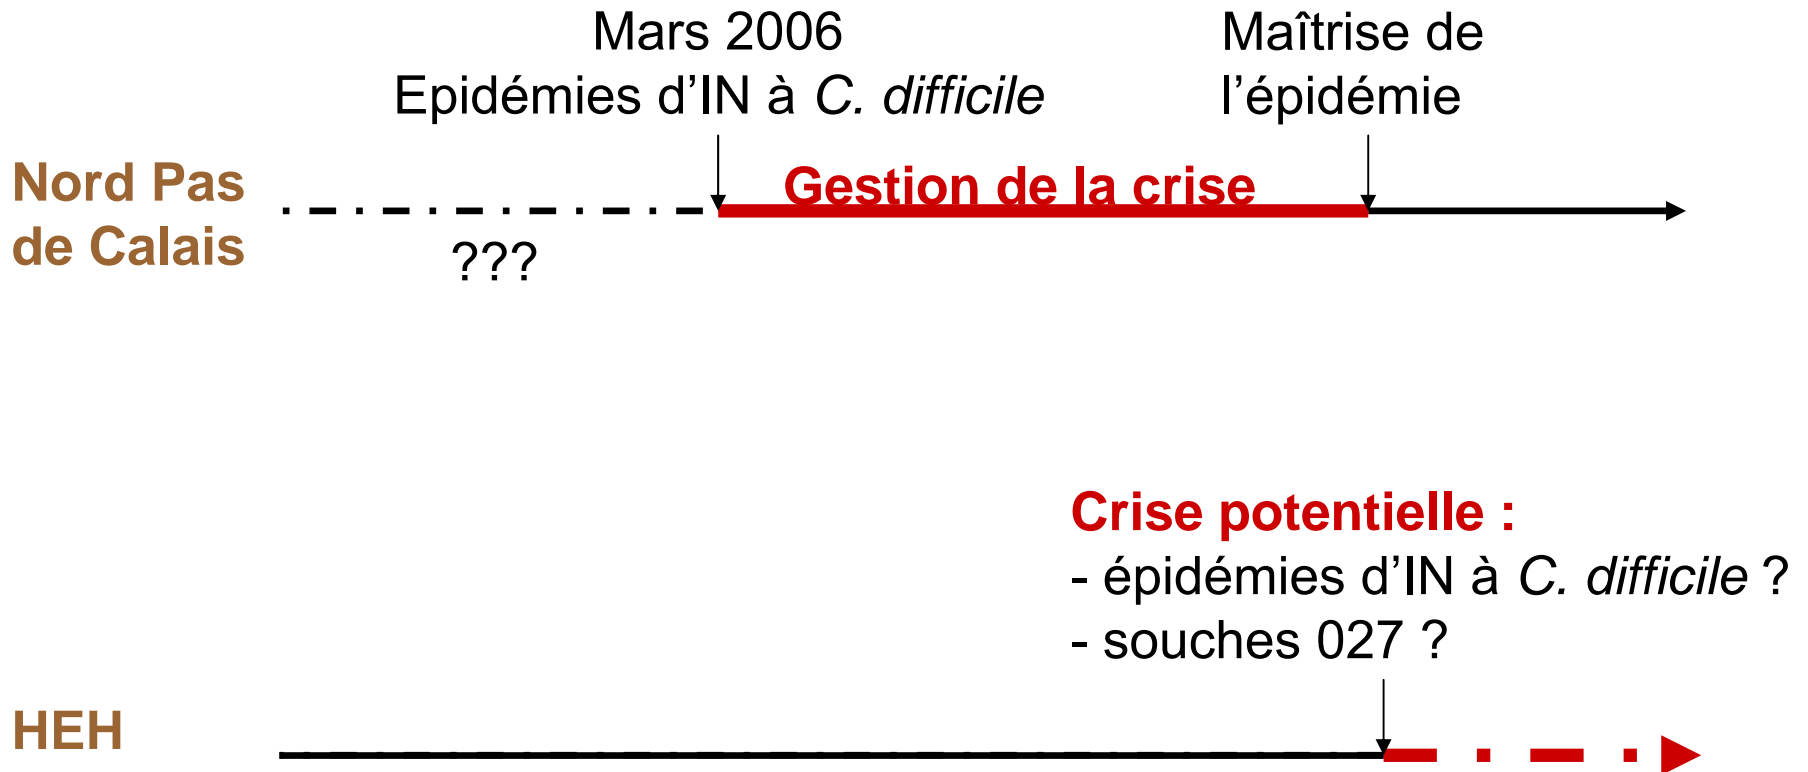 Mars 2006
Epidémies d'IN à C. difficile
Maîtrise de
l'épidémie
Nord Pas
de Calais
Gestion de la crise
???
Crise potentielle :
- épidémies d'IN à C. difficile ?
- souches 027 ?
HEH